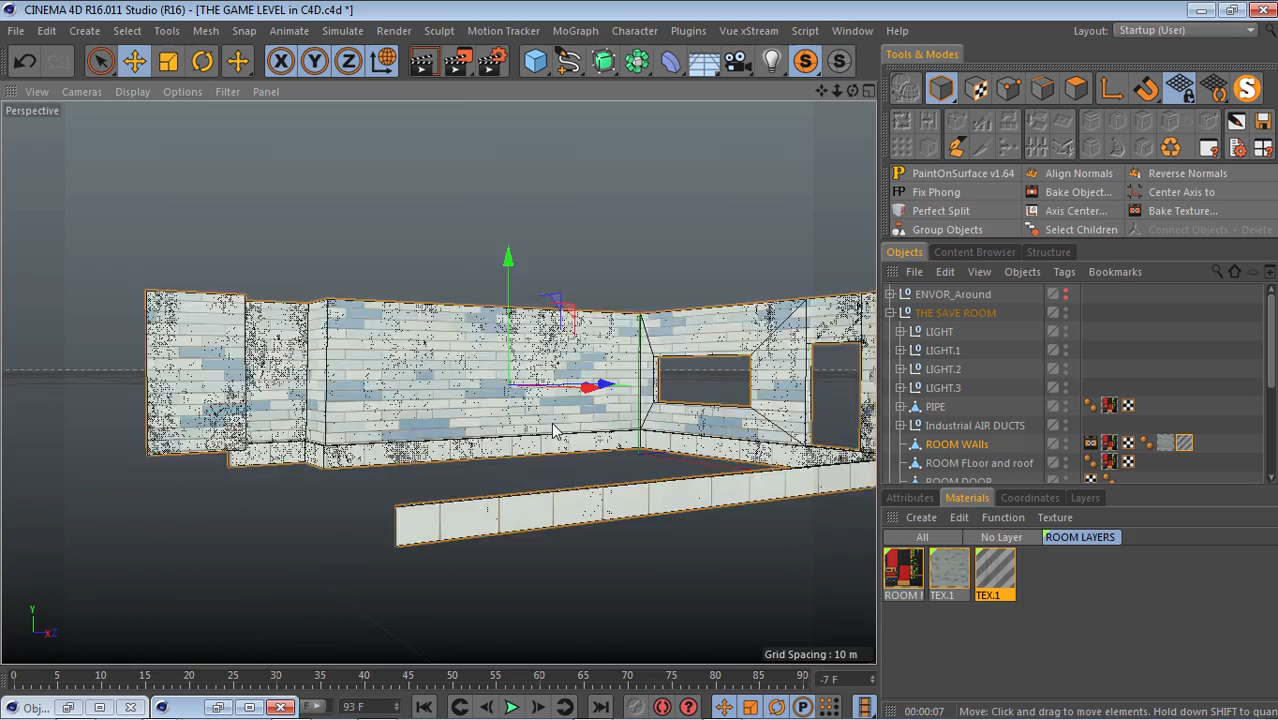 CINEMA 4D R16.011 Studio (R16) - [THE GAME LEVEL in C4D.c4d *]
File Edit Create Select Tools Mesh Snap Animate Simulate Render Sculpt Motion Tracker MoGraph Character Plugins Vue xStream Script Window Help Layout: Startup (User)
Tools & Modes
View Cameras Display Options Filter Panel
Perspective
PaintOnSurface v1.64 Align Normals Reverse Normals
Fix Phong Bake Object... Center Axis to
Perfect Split Axis Center... Bake Texture...
Group Objects Select Children Connect Objects + Delete
Objects Content Browser Structure
File Edit View Objects Tags Bookmarks
ENVOR_Around
THE SAVE ROOM
LIGHT
LIGHT.1
LIGHT.2
LIGHT.3
PIPE
Industrial AIR DUCTS
ROOM Walls
ROOM FLoor and roof
ROOM DOOR
Attributes Materials Coordinates Layers
Create Edit Function Texture
All No Layer ROOM LAYERS
ROOM F TEX.1 TEX.1
Y
X Z
Grid Spacing : 10 m
0 5 10 15 20 25 30 35 40 45 50 55 60 65 70 75 80 85 90 -7 F
Obj... 93 F
00:00:07 Move: Click and drag to move elements. Hold down SHIFT to quan